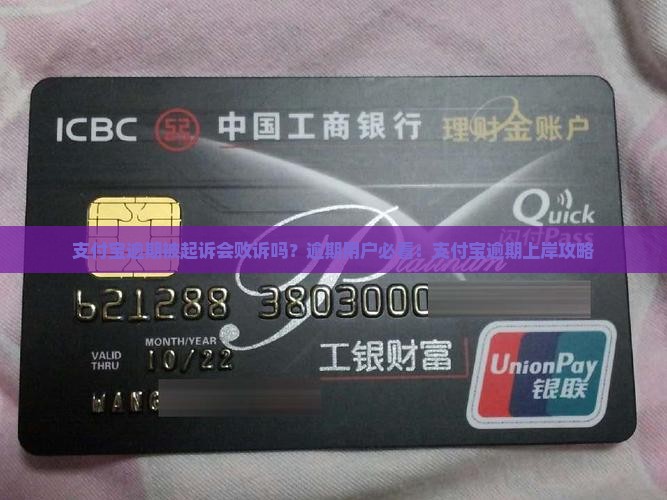 ICBC 中国工商银行 理财金账户
Quick
闪付Pass
支付宝逾期被起诉会败诉吗？逾期用户必看！支付宝逾期上岸攻略
Platinum
621288 3803000
MONTH/YEAR
VALID THRU 10/22
工银财富
UnionPay
银联
WANG